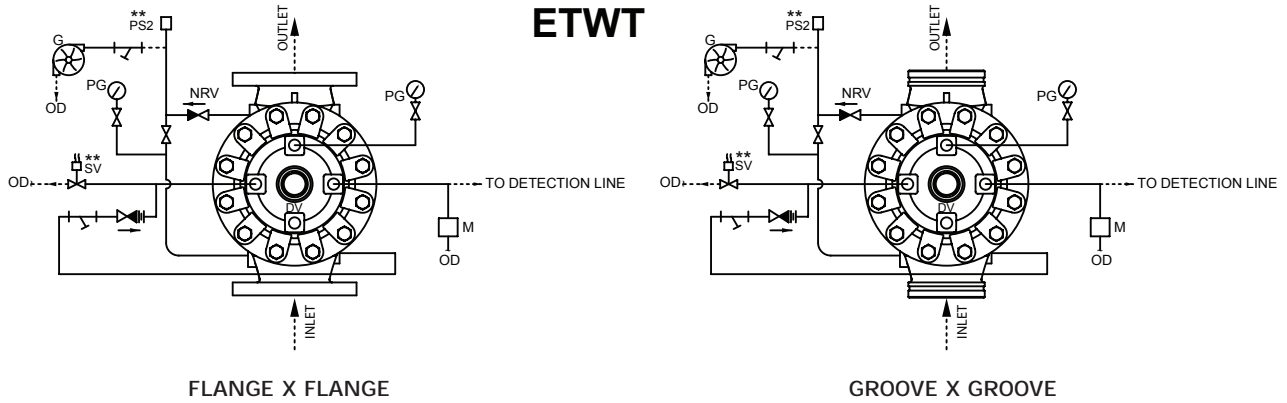 ETWT
**
PS2
G
OD
PG
NRV
OUTLET
PG
**
SV
OD
DV
TO DETECTION LINE
M
OD
INLET
FLANGE X FLANGE
**
PS2
G
OD
PG
NRV
OUTLET
PG
**
SV
OD
DV
TO DETECTION LINE
M
OD
INLET
GROOVE X GROOVE